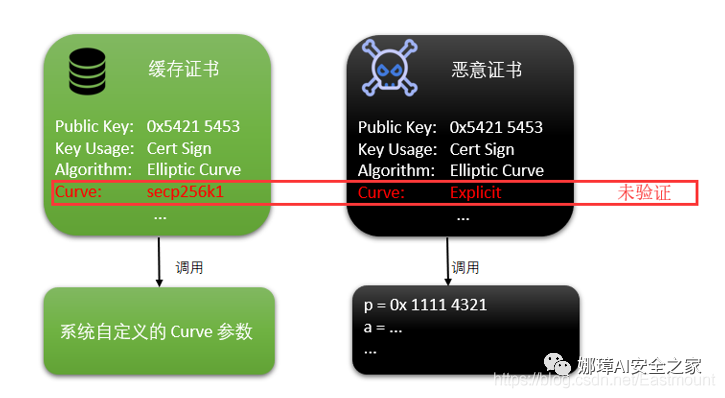 缓存证书
Public Key: 0x5421 5453
Key Usage: Cert Sign
Algorithm: Elliptic Curve
Curve: secp256k1
...
恶意证书
Public Key: 0x5421 5453
Key Usage: Cert Sign
Algorithm: Elliptic Curve
Curve: Explicit
...
未验证
调用
调用
系统自定义的 Curve 参数
p = 0x 1111 4321
a = ...
...
娜璋AI安全之家
https://blog.csdn.net/Eastmount